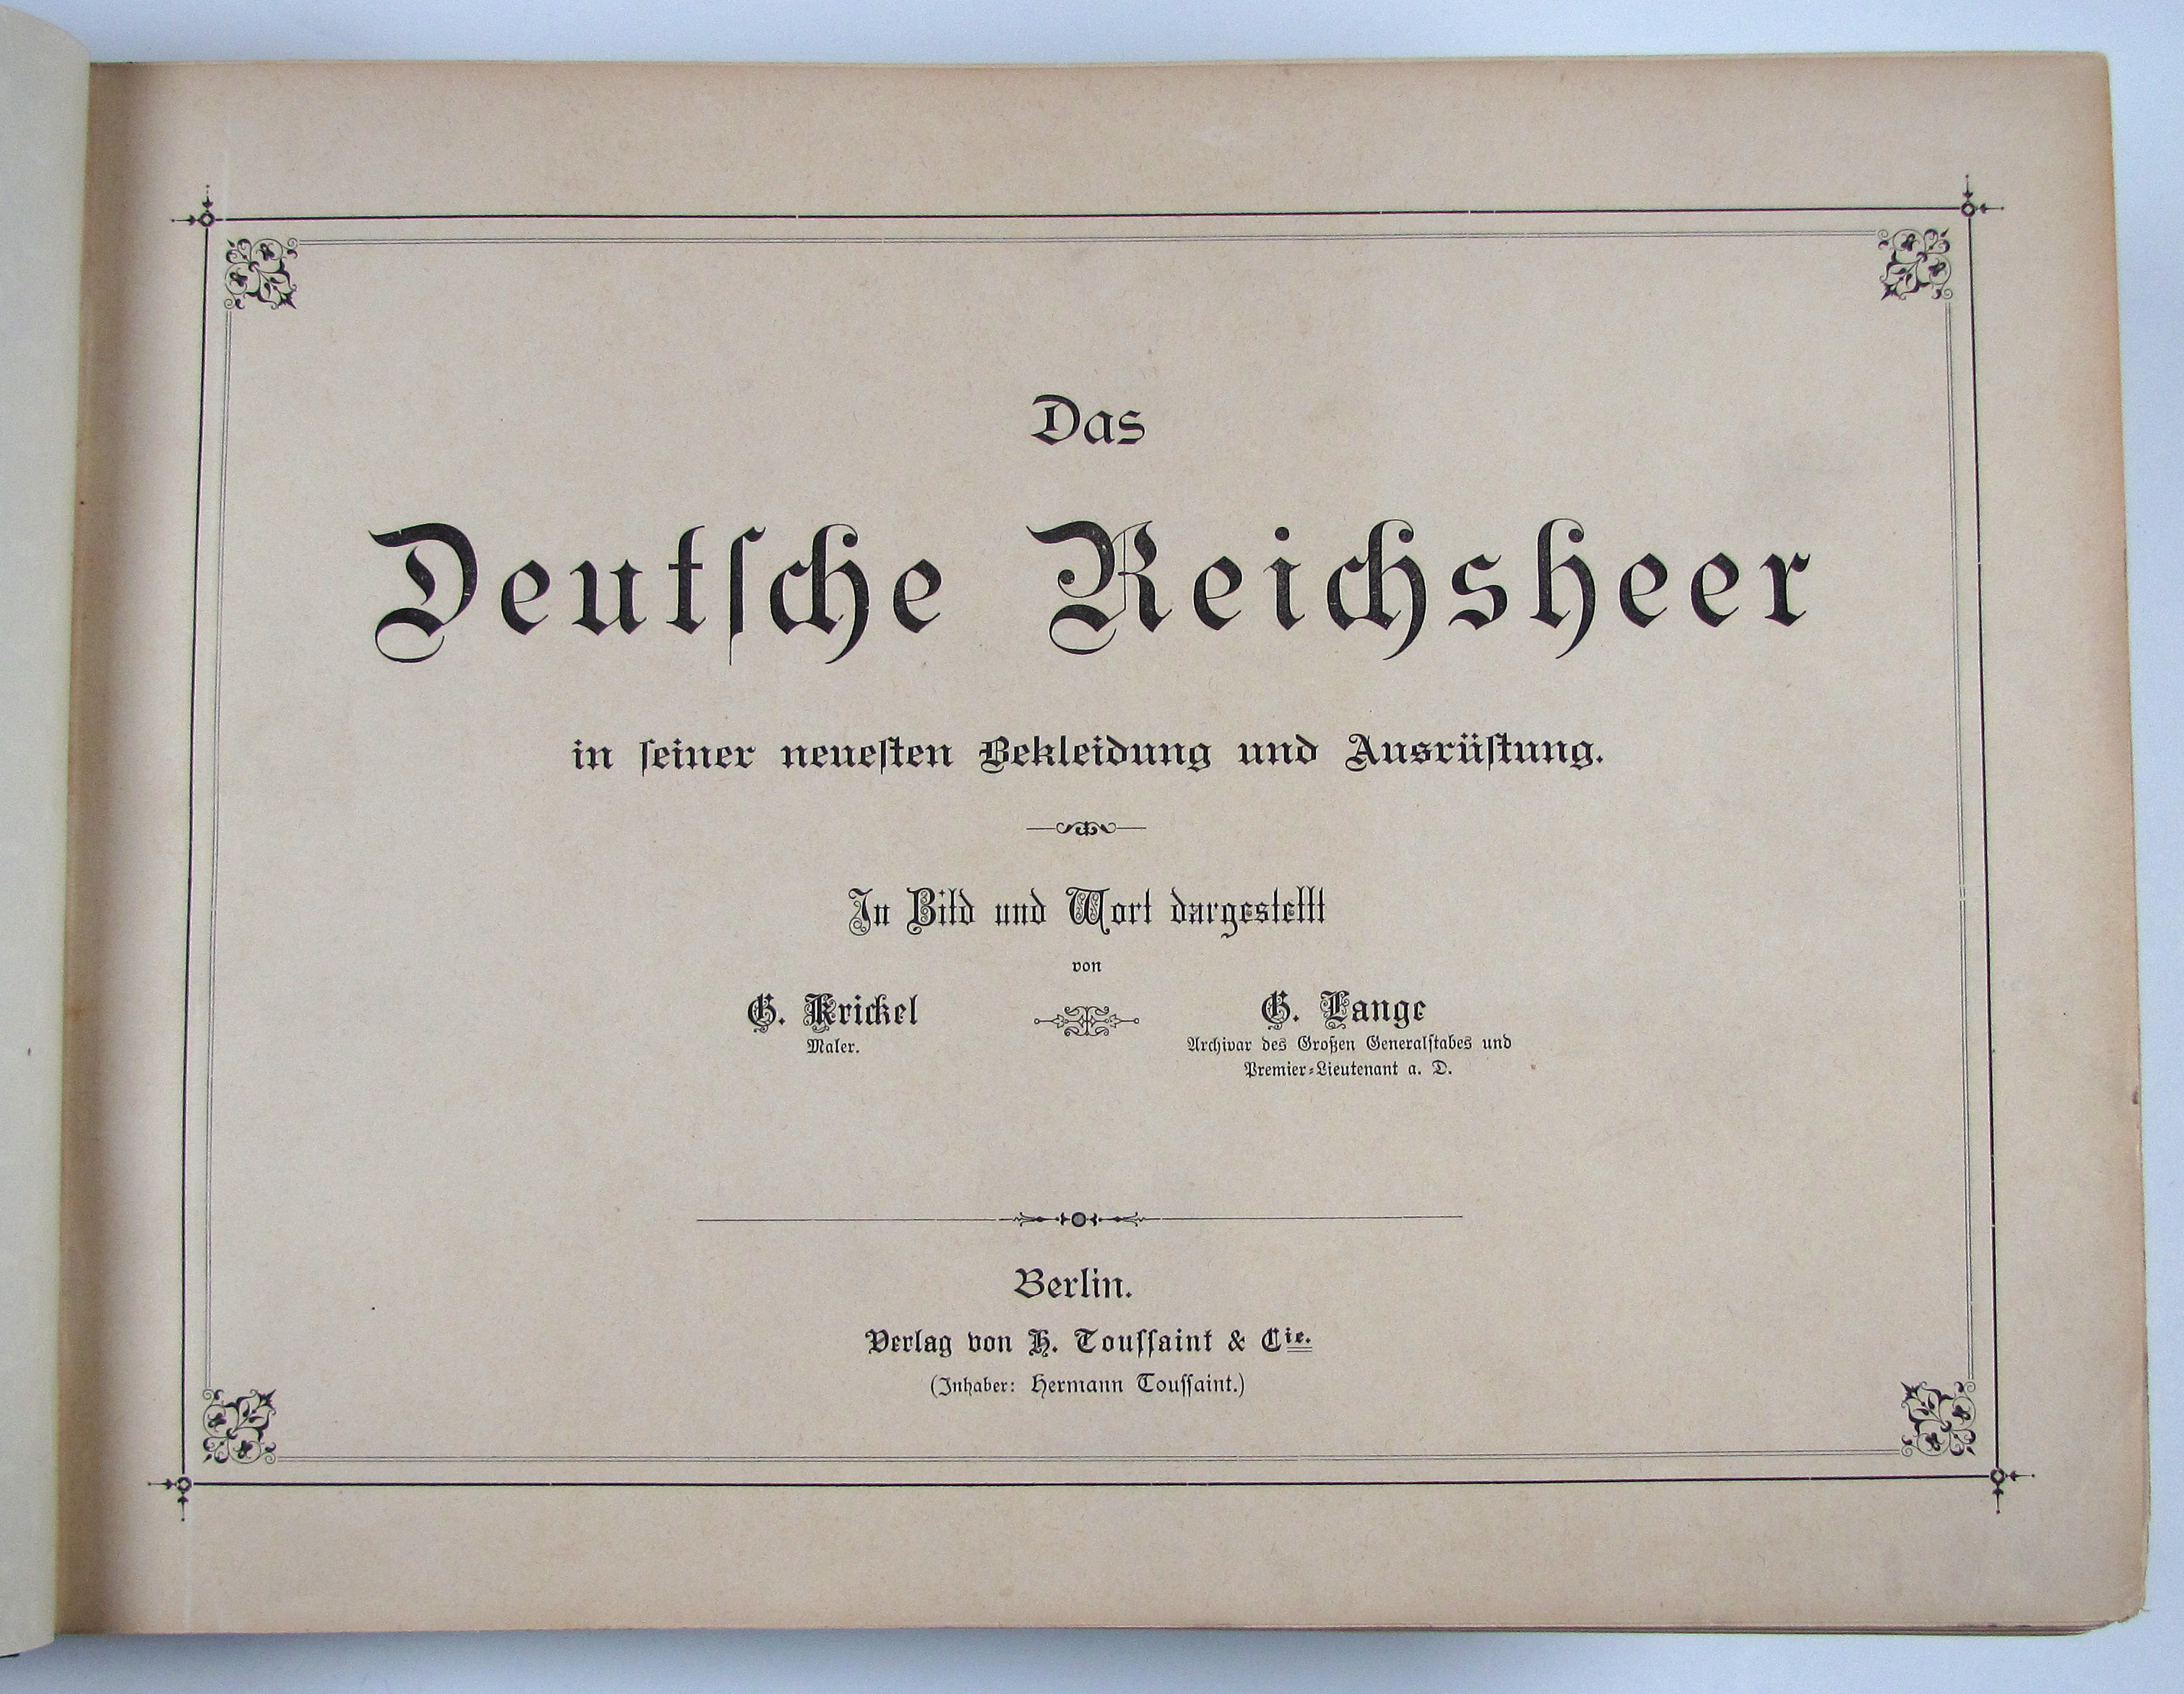 Das
Deutſche Reichsheer
in ſeiner neueſten Bekleidung und Ausrüſtung.
In Bild und Wort dargestellt
von
G. Krickel
Maler.
G. Lange
Archivar des Großen Generalſtabes und
Premier-Lieutenant a. D.
Berlin.
Verlag von H. Touſſaint & Cie.
(Inhaber: Hermann Touſſaint.)